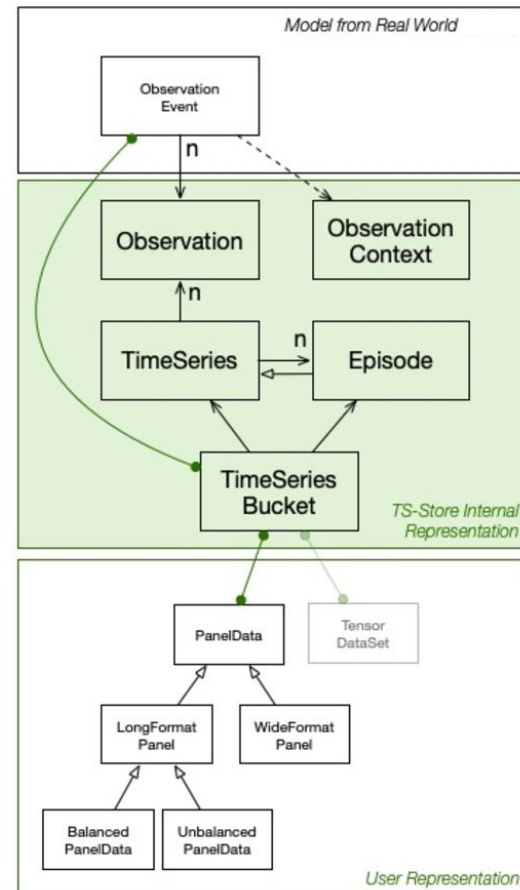 Model from Real World
Observation
Event
n
Observation
Observation
Context
n
TimeSeries
n
Episode
TimeSeries
Bucket
TS-Store Internal
Representation
PanelData
Tensor
DataSet
LongFormat
Panel
WideFormat
Panel
Balanced
PanelData
Unbalanced
PanelData
User Representation